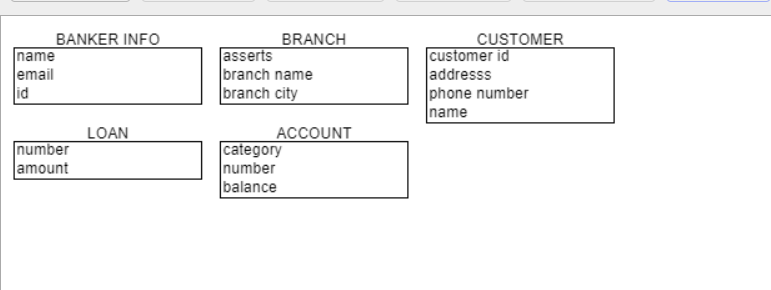 BANKER INFO
name
email
id
BRANCH
asserts
branch name
branch city
CUSTOMER
customer id
addresss
phone number
name
LOAN
number
amount
ACCOUNT
category
number
balance